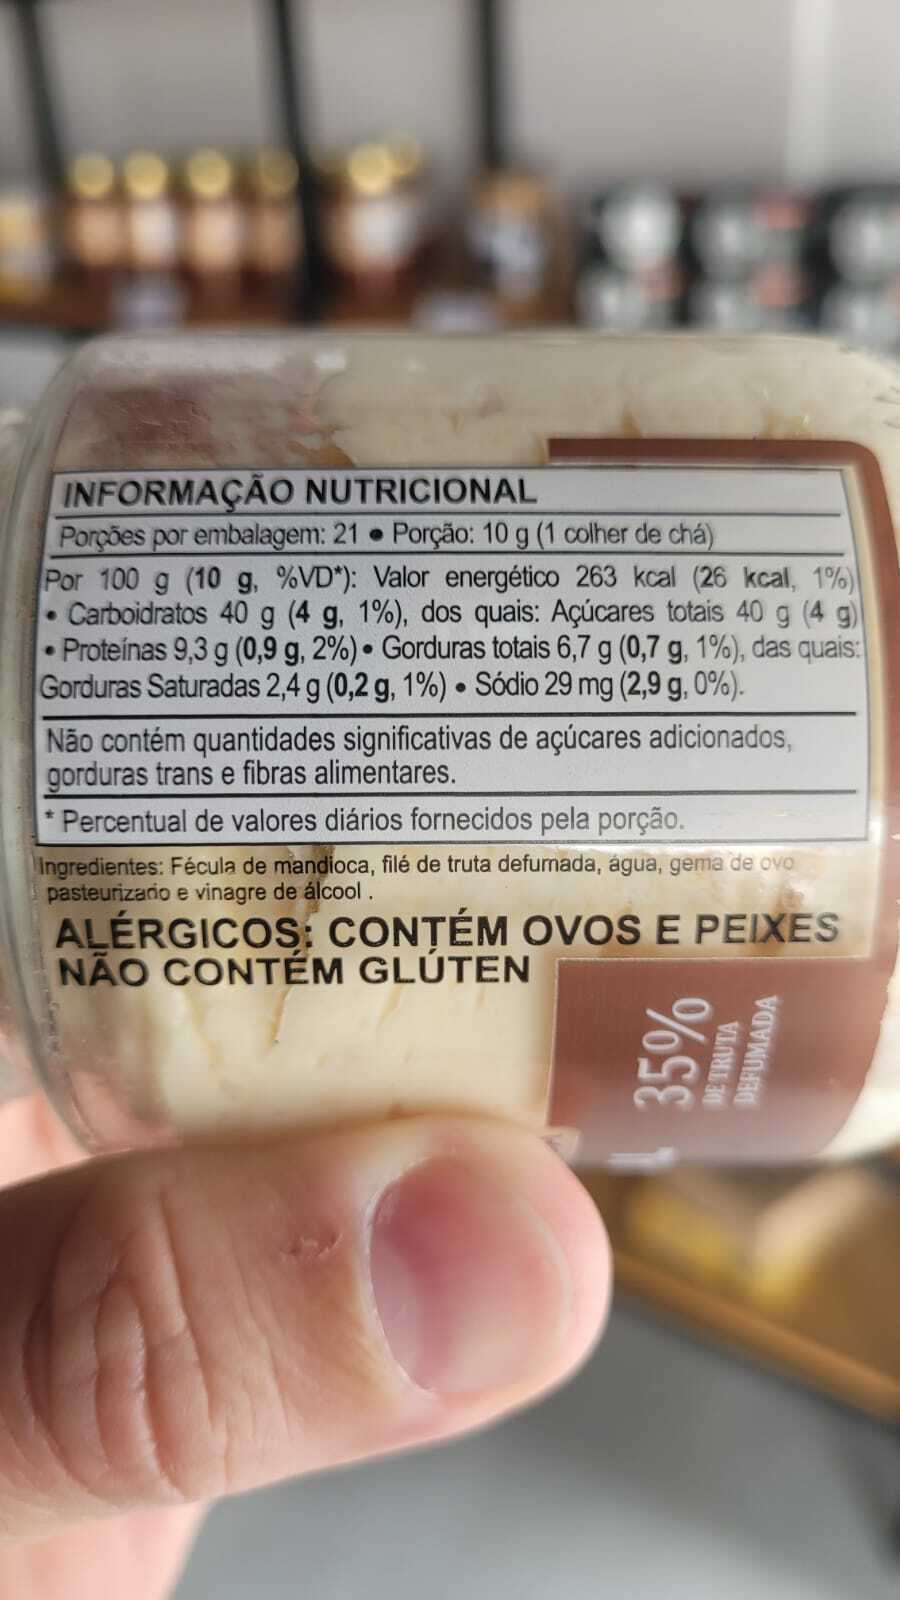 INFORMAÇÃO NUTRICIONAL
Porções por embalagem: 21 • Porção: 10 g (1 colher de chá)
Por 100 g (10 g, %VD*): Valor energético 263 kcal (26 kcal, 1%)
• Carboidratos 40 g (4 g, 1%), dos quais: Açúcares totais 40 g (4 g)
• Proteínas 9,3 g (0,9 g, 2%) • Gorduras totais 6,7 g (0,7 g, 1%), das quais:
Gorduras Saturadas 2,4 g (0,2 g, 1%) • Sódio 29 mg (2,9 g, 0%).
Não contém quantidades significativas de açúcares adicionados,
gorduras trans e fibras alimentares.
* Percentual de valores diários fornecidos pela porção.
Ingredientes: Fécula de mandioca, filé de truta defumada, água, gema de ovo
pasteurizado e vinagre de álcool .
ALÉRGICOS: CONTÉM OVOS E PEIXES
NÃO CONTÉM GLÚTEN
35%
DE TRUTA
DEFUMADA